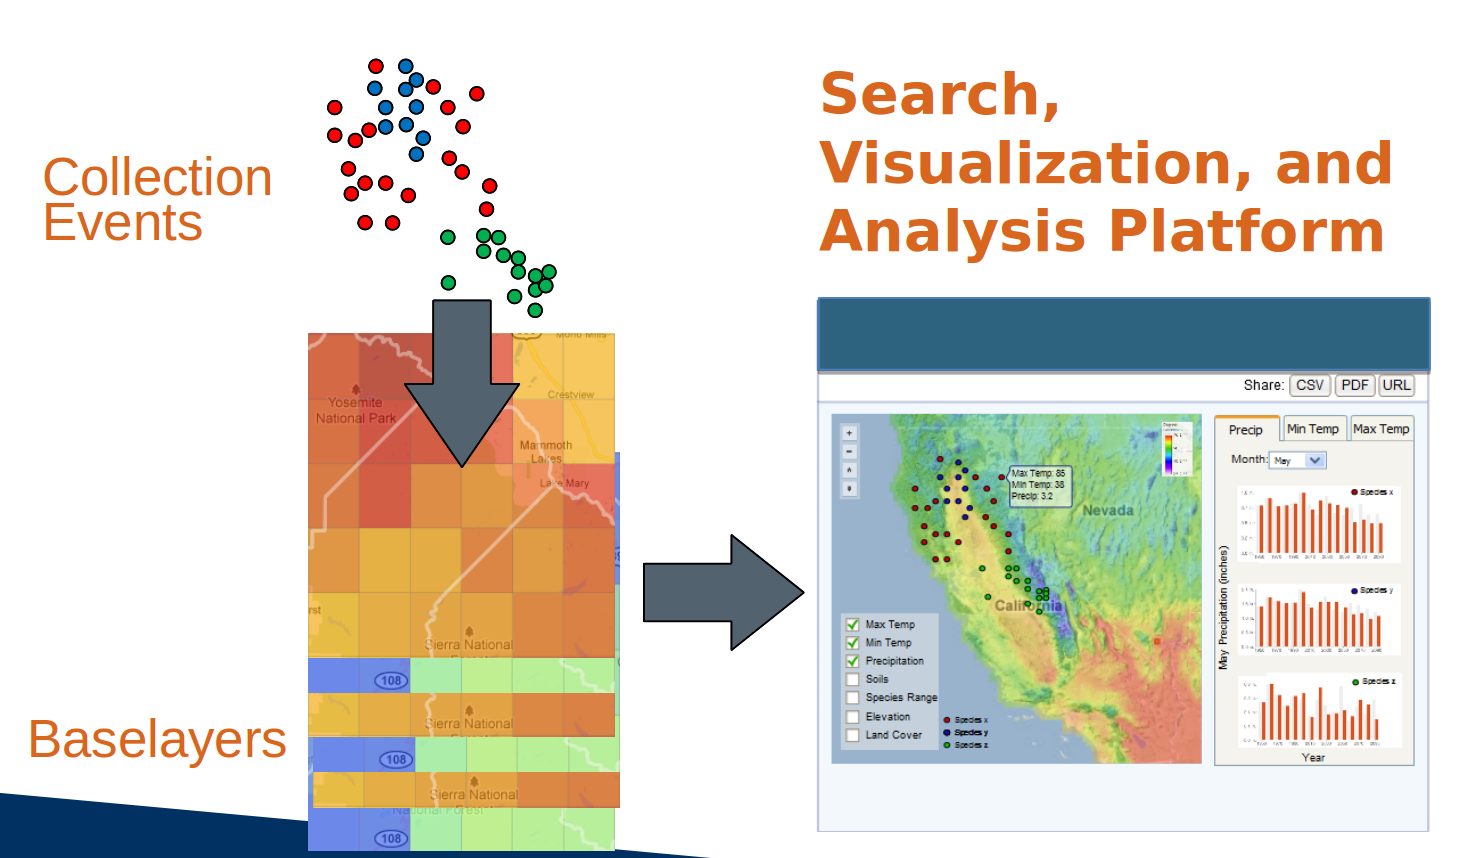 Search,
Visualization, and
Analysis Platform
Collection
Events
Baselayers
Mono Mills
Crestview
Yosemite
National Park
Mammoth
Lakes
Lake Mary
Sierra National
108
Sierra National
108
Sierra National
National Forest
108
Share: CSV PDF URL
Precip Min Temp Max Temp
Month: May
Max Temp: 85
Min Temp: 38
Precip: 3.2
Nevada
California
Max Temp
Min Temp
Precipitation
Soils
Species Range
Elevation
Land Cover
Species x
Species y
Species z
May Precipitation (inches)
Species x
Species y
Species z
Year